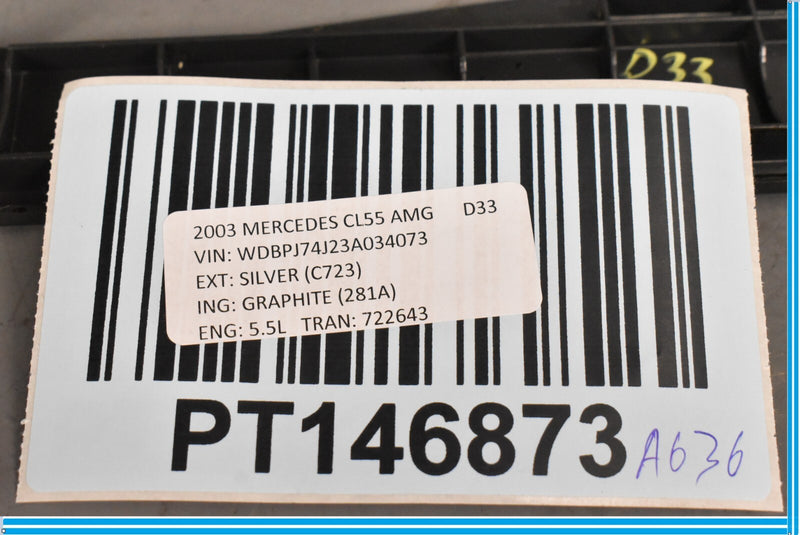 D33
2003 MERCEDES CL55 AMG D33
VIN: WDBPJ74J23A034073
EXT: SILVER (C723)
ING: GRAPHITE (281A)
ENG: 5.5L TRAN: 722643
PT146873 A636